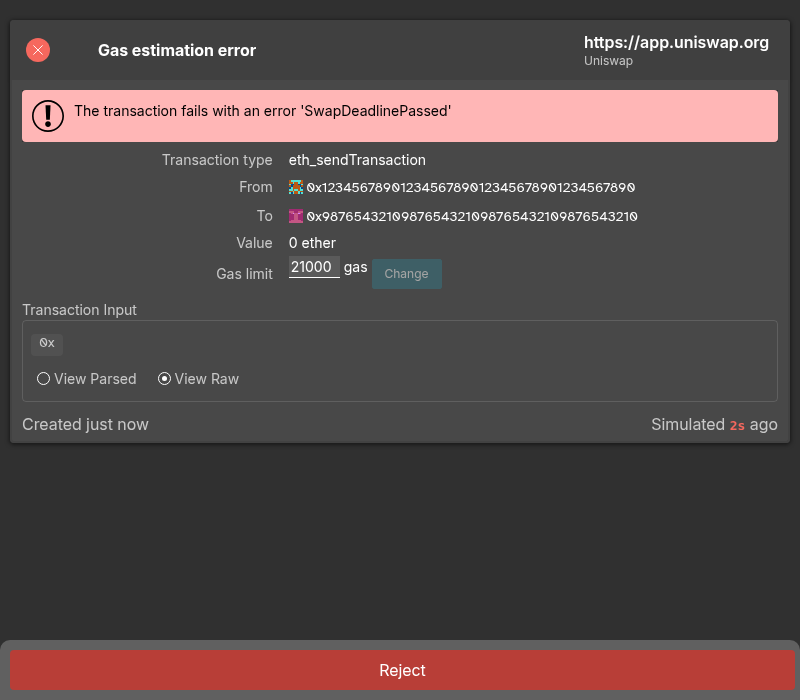 Gas estimation error
https://app.uniswap.org
Uniswap
The transaction fails with an error 'SwapDeadlinePassed'
Transaction type eth_sendTransaction
From 0x1234567890123456789012345678901234567890
To 0x9876543210987654321098765432109876543210
Value 0 ether
Gas limit 21000 gas Change
Transaction Input
0x
View Parsed View Raw
Created just now Simulated 2s ago
Reject